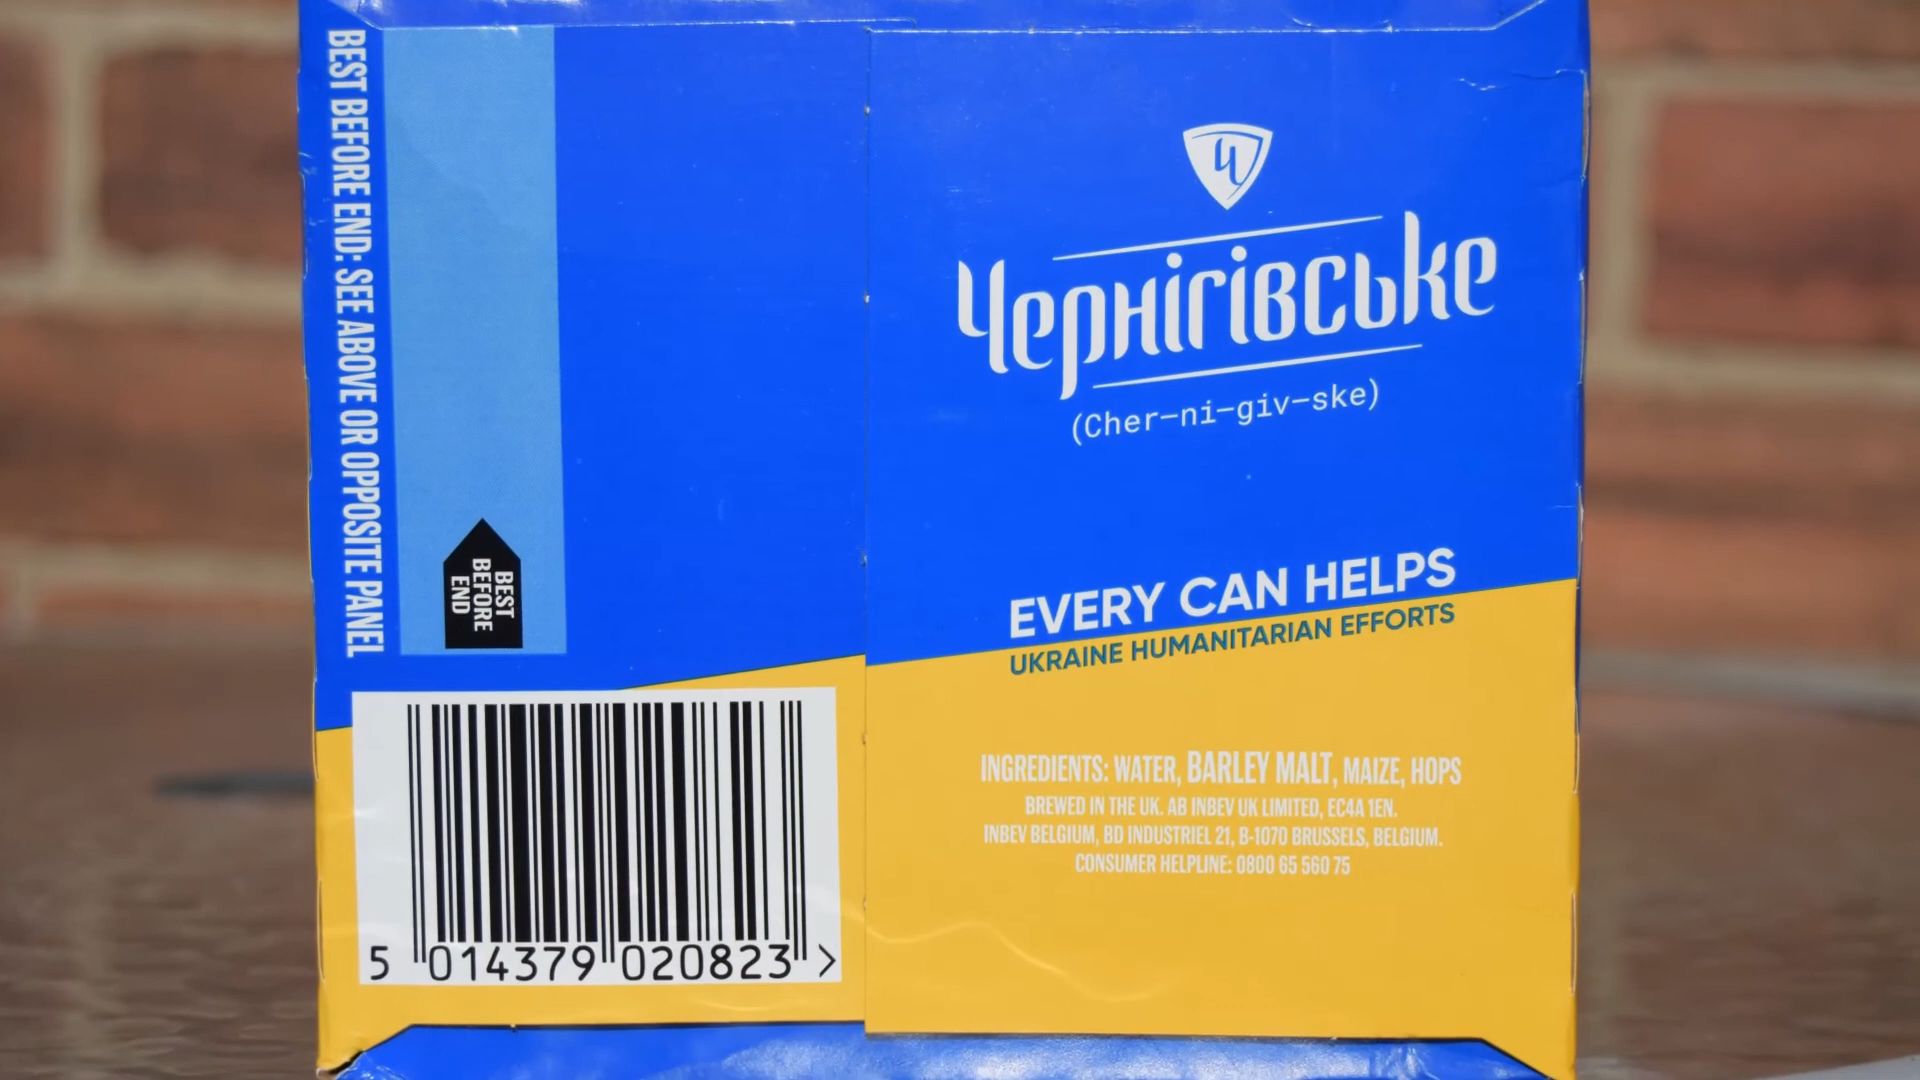 BEST BEFORE END: SEE ABOVE OR OPPOSITE PANEL
BEST
BEFORE
END
5 014379 020823 >
Ч
Чернігівське
(Cher-ni-giv-ske)
EVERY CAN HELPS
UKRAINE HUMANITARIAN EFFORTS
INGREDIENTS: WATER, BARLEY MALT, MAIZE, HOPS
BREWED IN THE UK. AB INBEV UK LIMITED, EC4A 1EN.
INBEV BELGIUM, BD INDUSTRIEL 21, B-1070 BRUSSELS, BELGIUM.
CONSUMER HELPLINE: 0800 65 560 75